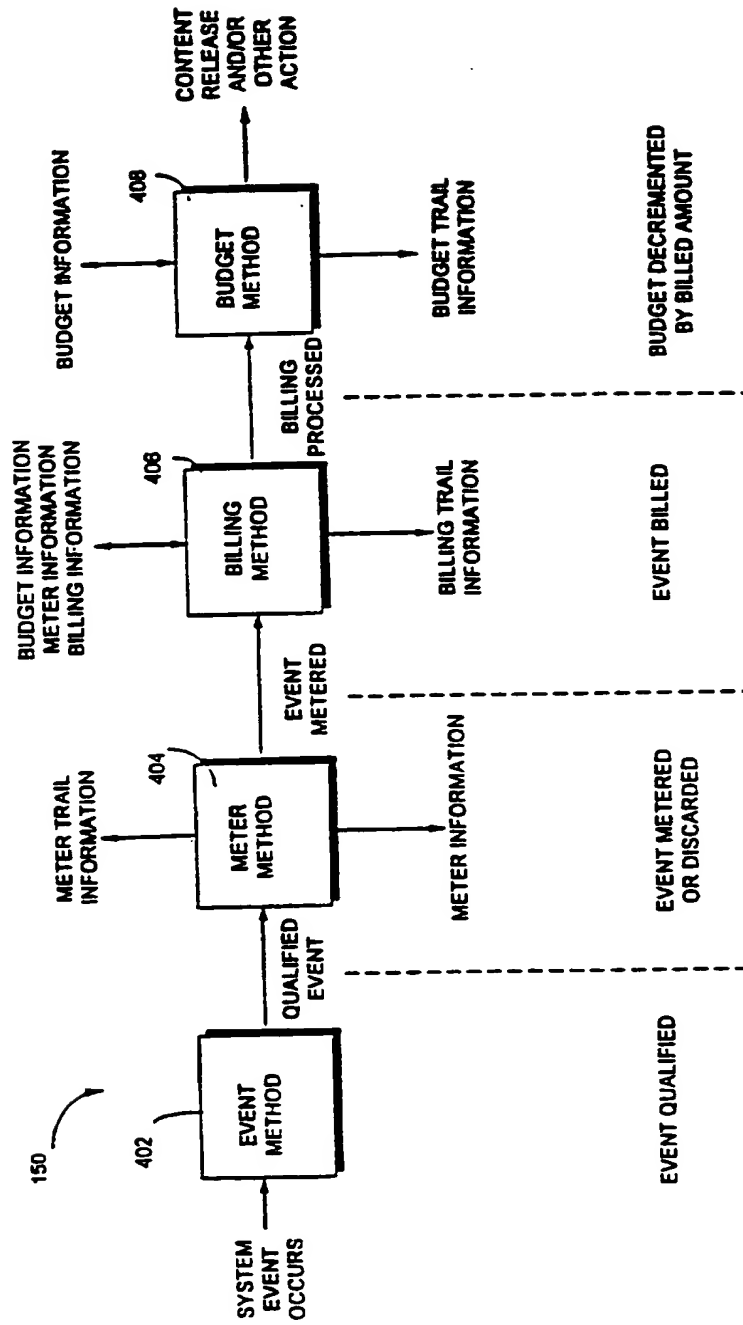 150
SYSTEM
EVENT
OCCURS
402
EVENT
METHOD
QUALIFIED
EVENT
METER TRAIL
INFORMATION
404
METER
METHOD
METER INFORMATION
EVENT
METERED
BUDGET INFORMATION
METER INFORMATION
BILLING INFORMATION
406
BILLING
METHOD
BILLING TRAIL
INFORMATION
BILLING
PROCESSED
BUDGET INFORMATION
408
BUDGET
METHOD
BUDGET TRAIL
INFORMATION
CONTENT
RELEASE
AND/OR
OTHER
ACTION
EVENT QUALIFIED
EVENT METERED
OR DISCARDED
EVENT BILLED
BUDGET DECREMENTED
BY BILLED AMOUNT